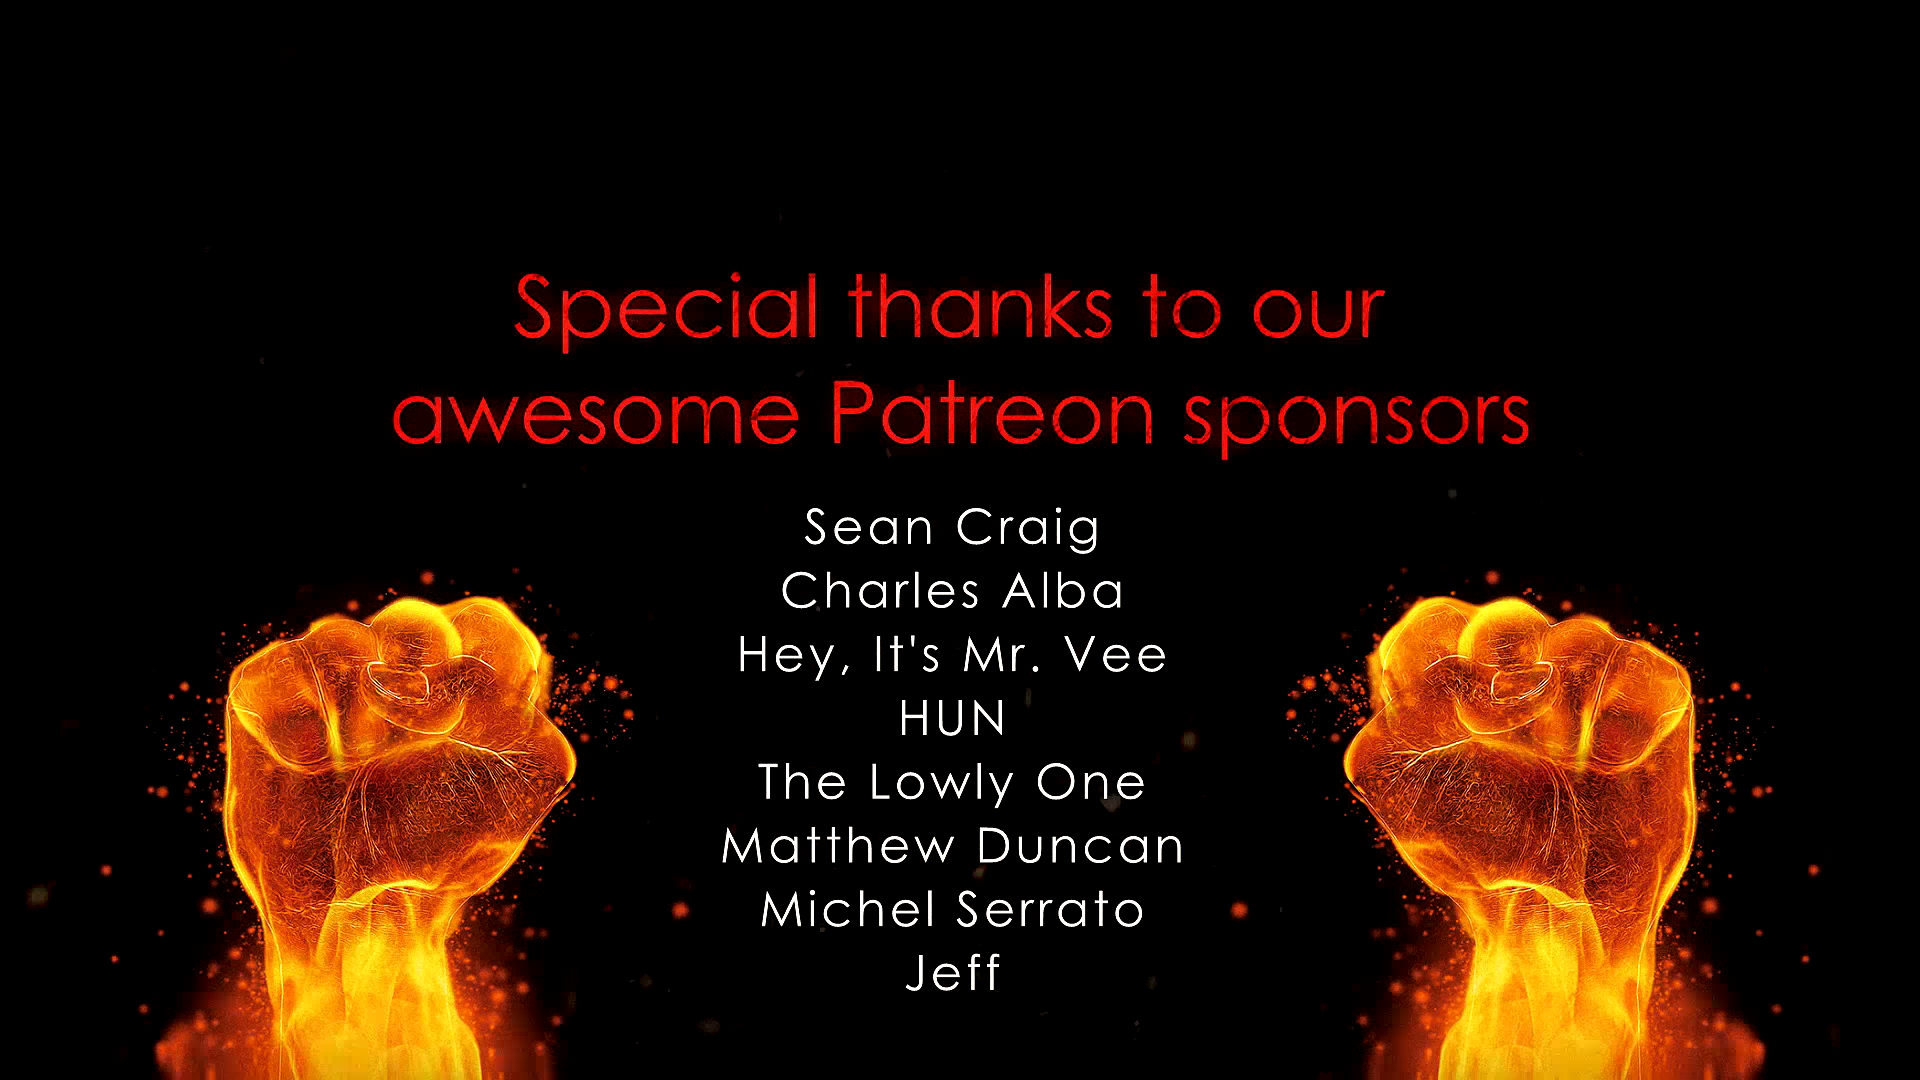 Special thanks to our
awesome Patreon sponsors
Sean Craig
Charles Alba
Hey, It's Mr. Vee
HUN
The Lowly One
Matthew Duncan
Michel Serrato
Jeff